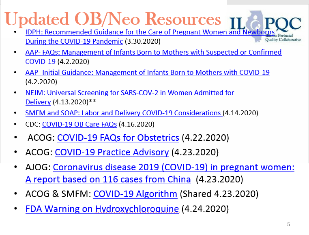 Updated OB/Neo Resources
ILPQC
• IDPH: Recommended Guidance for the Care of Pregnant Women and Newborns
During the COVID-19 Pandemic (3.30.2020)
• AAP- FAQs: Management of Infants Born to Mothers with Suspected or Confirmed
COVID-19 (4.2.2020)
• AAP- Initial Guidance: Management of Infants Born to Mothers with COVID-19
(4.2.2020)
• NEJM: Universal Screening for SARS-COV-2 in Women Admitted for
Delivery (4.13.2020)**
• SMFM and SOAP: Labor and Delivery COVID-19 Considerations (4.14.2020)
• CDC: COVID-19 OB Care FAQs (4.16.2020)
• ACOG: COVID-19 FAQs for Obstetrics (4.22.2020)
• ACOG: COVID-19 Practice Advisory (4.23.2020)
• AJOG: Coronavirus disease 2019 (COVID-19) in pregnant women:
A report based on 116 cases from China (4.23.2020)
• ACOG & SMFM: COVID-19 Algorithm (Shared 4.23.2020)
• FDA Warning on Hydroxychloroquine (4.24.2020)
5